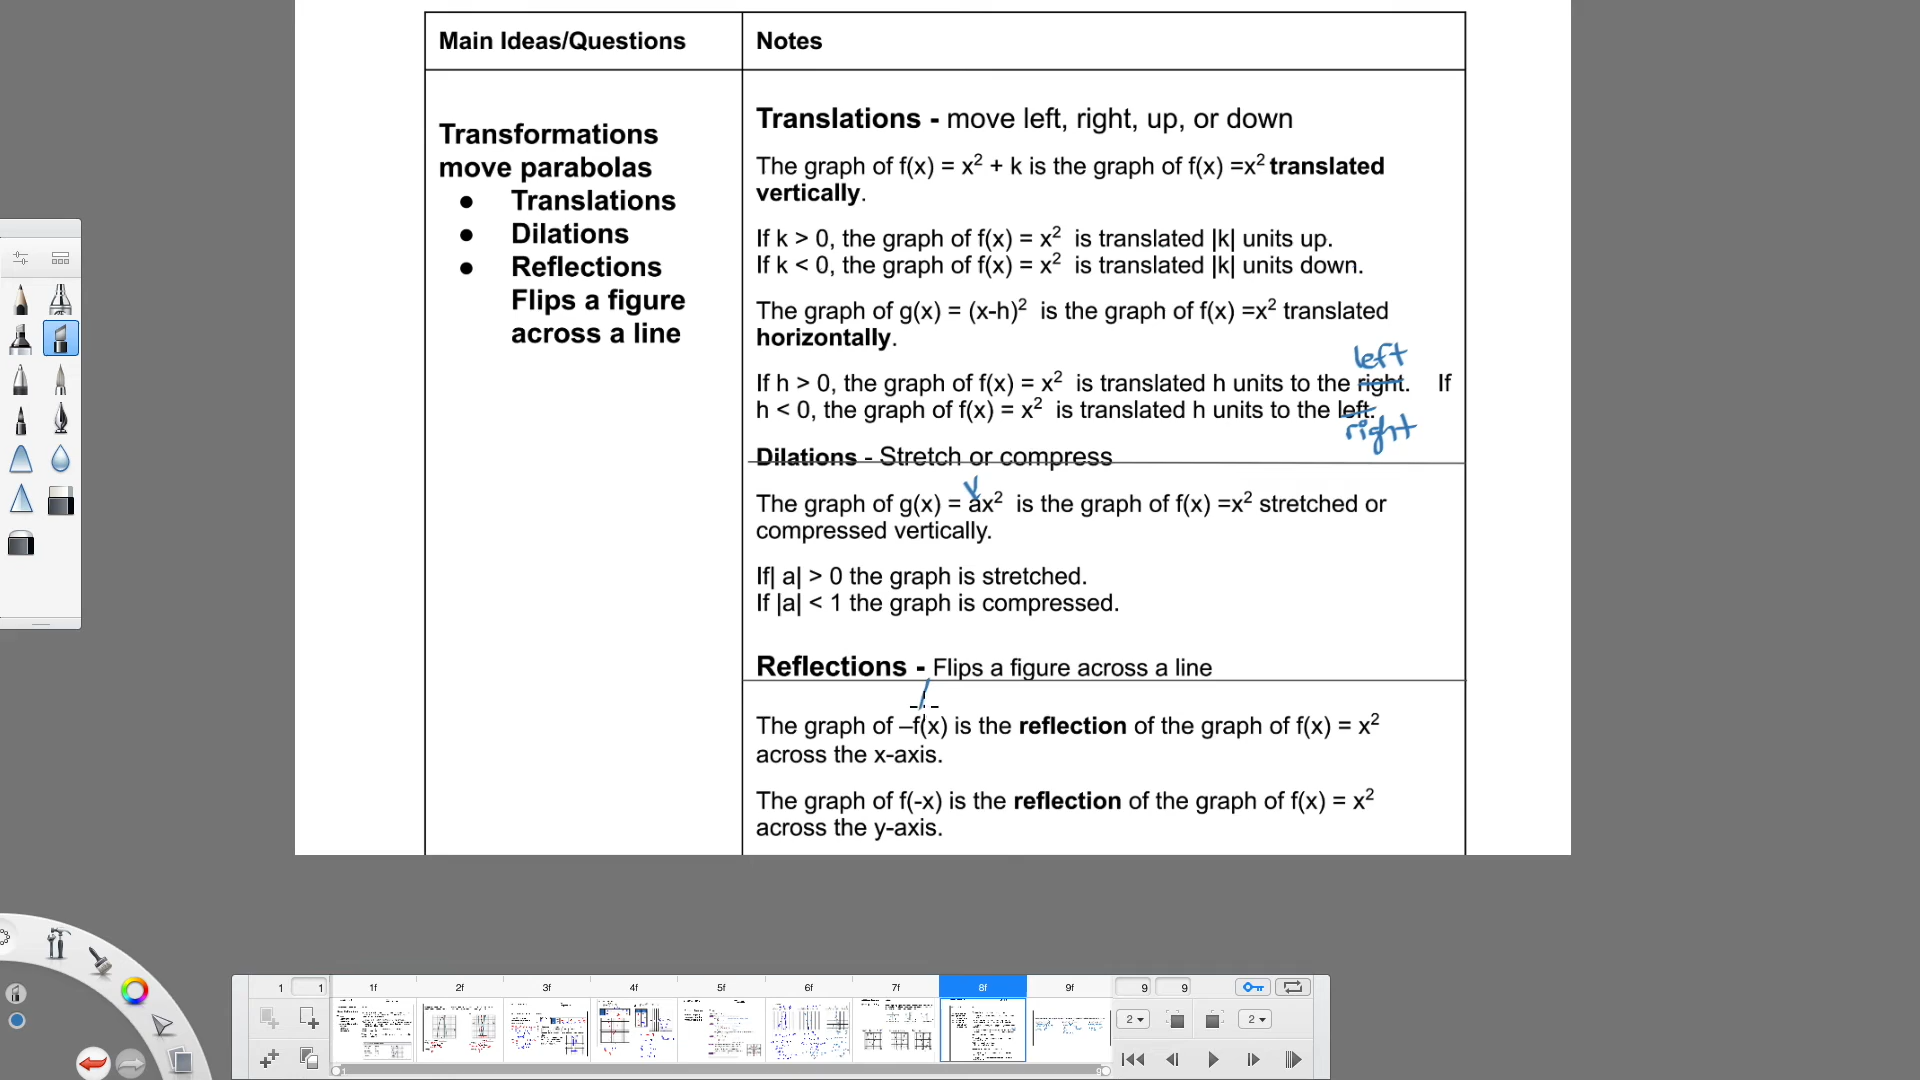 Main Ideas/Questions
Notes
Transformations
move parabolas
● Translations
● Dilations
● Reflections
Flips a figure
across a line
Translations - move left, right, up, or down
The graph of f(x) = x² + k is the graph of f(x) =x² translated
vertically.
If k > 0, the graph of f(x) = x² is translated |k| units up.
If k < 0, the graph of f(x) = x² is translated |k| units down.
The graph of g(x) = (x-h)² is the graph of f(x) =x² translated
horizontally.
left
If h > 0, the graph of f(x) = x² is translated h units to the right. If
h < 0, the graph of f(x) = x² is translated h units to the left.
right
Dilations - Stretch or compress
The graph of g(x) = ax² is the graph of f(x) =x² stretched or
compressed vertically.
If| a| > 0 the graph is stretched.
If |a| < 1 the graph is compressed.
Reflections - Flips a figure across a line
The graph of –f(x) is the reflection of the graph of f(x) = x²
across the x-axis.
The graph of f(-x) is the reflection of the graph of f(x) = x²
across the y-axis.
1 1 1f 2f 3f 4f 5f 6f 7f 8f 9f 9 9
2 2
1 9